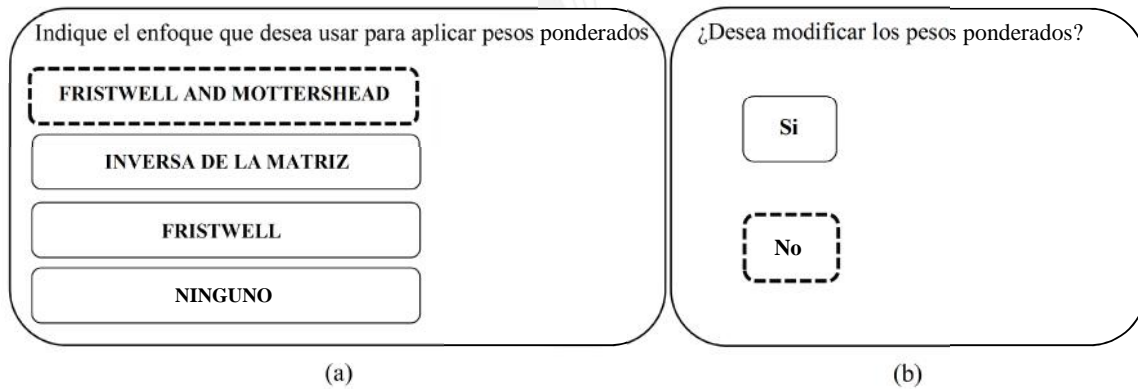 Indique el enfoque que desea usar para aplicar pesos ponderados
FRISTWELL AND MOTTERSHEAD
INVERSA DE LA MATRIZ
FRISTWELL
NINGUNO
(a)
¿Desea modificar los pesos ponderados?
Si
No
(b)